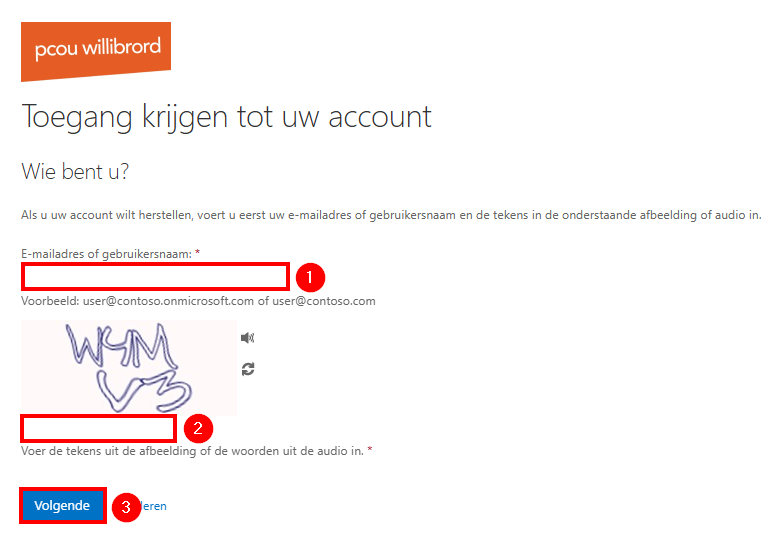 pcou willibrord
Toegang krijgen tot uw account
Wie bent u?
Als u uw account wilt herstellen, voert u eerst uw e-mailadres of gebruikersnaam en de tekens in de onderstaande afbeelding of audio in.
E-mailadres of gebruikersnaam: *
1
Voorbeeld: user@contoso.onmicrosoft.com of user@contoso.com
W4M
V3
2
Voer de tekens uit de afbeelding of de woorden uit de audio in. *
Volgende 3 leren